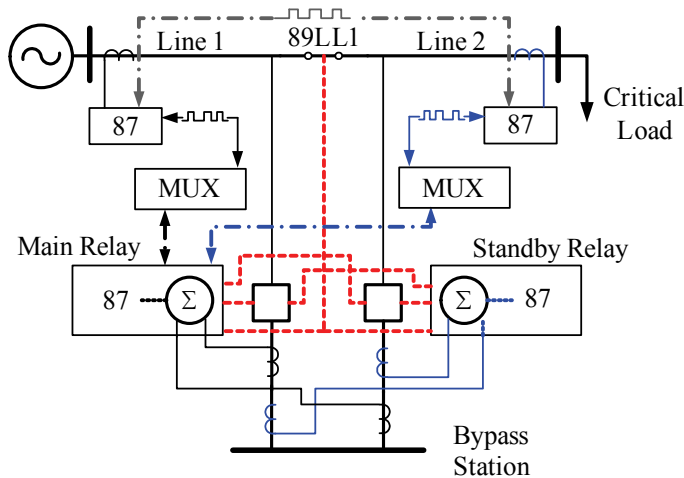 Line 1
89LL1
Line 2
87
87
Critical
Load
MUX
MUX
Main Relay
Standby Relay
87
Σ
Σ
87
Bypass
Station